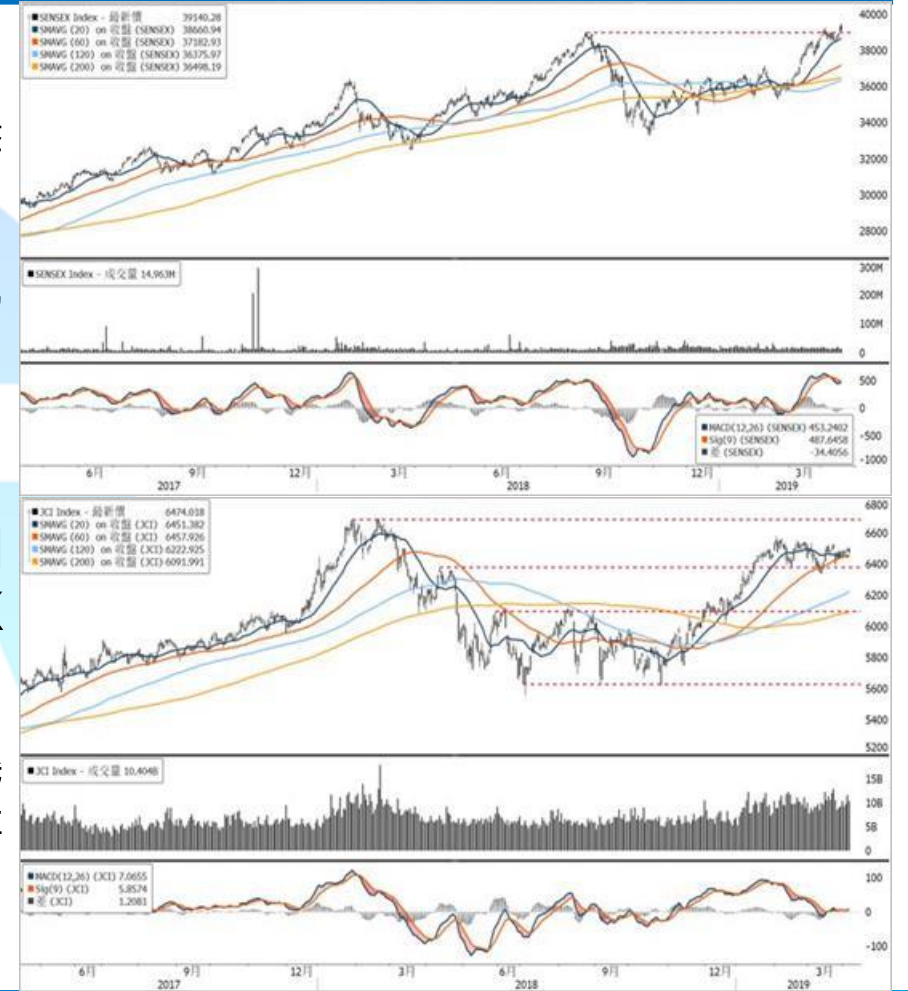 SENSEX Index - 最新價 39140.28
SMAVG (20) on 收盤 (SENSEX) 38660.94
SMAVG (60) on 收盤 (SENSEX) 37182.93
SMAVG (120) on 收盤 (SENSEX) 36375.97
SMAVG (200) on 收盤 (SENSEX) 36498.19
40000
38000
36000
34000
32000
30000
28000
SENSEX Index - 成交量 14.963M
300M
200M
100M
0
500
0
-500
-1000
MACD(12,26) (SENSEX) 453.2402
Sig(9) (SENSEX) 487.6458
差 (SENSEX) -34.4056
6月 9月 12月 3月 6月 9月 12月 3月
2017 2018 2019
JCI Index - 最新價 6474.018
SMAVG (20) on 收盤 (JCI) 6451.382
SMAVG (60) on 收盤 (JCI) 6457.926
SMAVG (120) on 收盤 (JCI) 6222.925
SMAVG (200) on 收盤 (JCI) 6091.991
6800
6600
6400
6200
6000
5800
5600
5400
5200
JCI Index - 成交量 10.404B
15B
10B
5B
0
MACD(12,26) (JCI) 7.0655
Sig(9) (JCI) 5.8574
差 (JCI) 1.2081
100
0
-100
6月 9月 12月 3月 6月 9月 12月 3月
2017 2018 2019